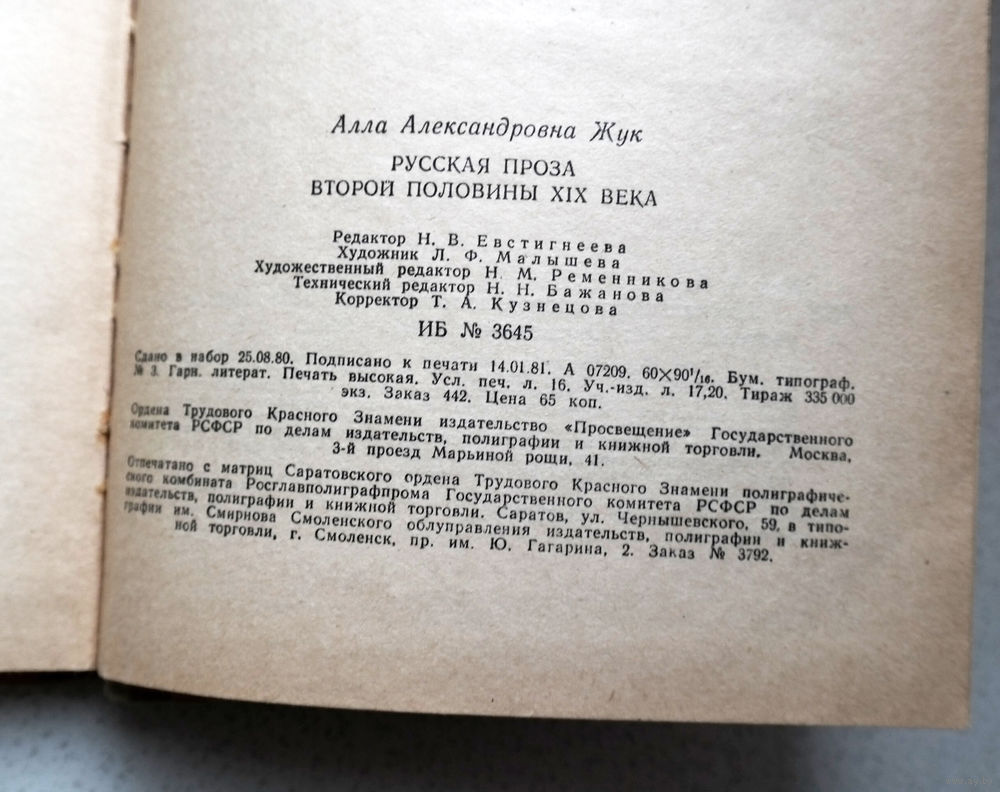 Алла Александровна Жук
РУССКАЯ ПРОЗА
ВТОРОЙ ПОЛОВИНЫ XIX ВЕКА
Редактор Н. В. Евстигнеева
Художник Л. Ф. Малышева
Художественный редактор Н. М. Ременникова
Технический редактор Н. Н. Бажанова
Корректор Т. А. Кузнецова
ИБ № 3645
Сдано в набор 25.08.80. Подписано к печати 14.01.81. А 07209. 60×90¹/₁₆. Бум. типограф.
№ 3. Гарн. литерат. Печать высокая. Усл. печ. л. 16. Уч.-изд. л. 17,20. Тираж 335 000
экз. Заказ 442. Цена 65 коп.
Ордена Трудового Красного Знамени издательство «Просвещение» Государственного
комитета РСФСР по делам издательств, полиграфии и книжной торговли. Москва,
3-й проезд Марьиной рощи, 41.
Отпечатано с матриц Саратовского ордена Трудового Красного Знамени полиграфиче-
ского комбината Росглавполиграфпрома Государственного комитета РСФСР по делам
издательств, полиграфии и книжной торговли. Саратов, ул. Чернышевского, 59, в типо-
графии им. Смирнова Смоленского облуправления издательств, полиграфии и книж-
ной торговли, г. Смоленск, пр. им. Ю. Гагарина, 2. Заказ № 3792.